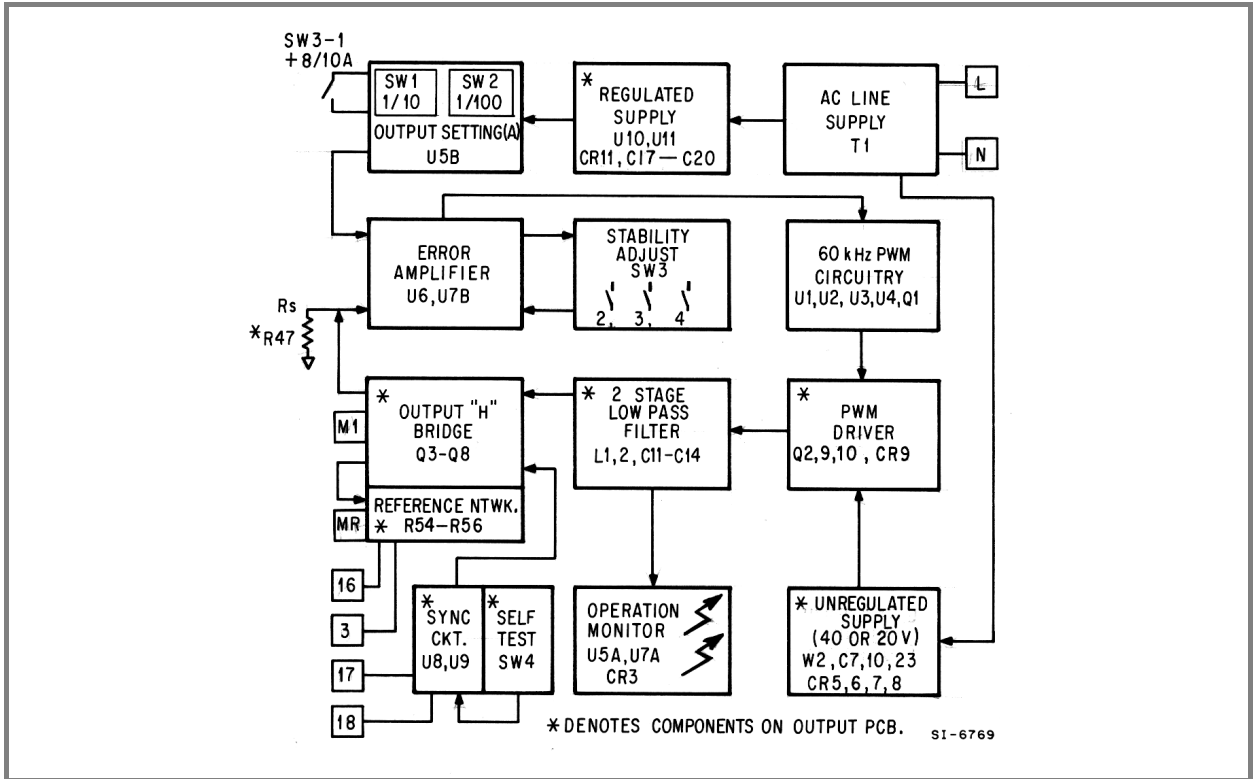 SW3-1
+8/10A
SW1
1/10
SW2
1/100
OUTPUT SETTING(A)
U5B
* REGULATED
SUPPLY
U10,U11
CR11, C17—C20
AC LINE
SUPPLY
T1
L
N
ERROR
AMPLIFIER
U6,U7B
STABILITY
ADJUST
SW3
2, 3, 4
60 kHz PWM
CIRCUITRY
U1,U2, U3,U4,Q1
Rs
*R47
* OUTPUT "H"
BRIDGE
Q3-Q8
M1
* 2 STAGE
LOW PASS
FILTER
L1,2, C11-C14
* PWM
DRIVER
Q2,9,10 , CR9
REFERENCE NTWK.
* R54-R56
MR
16
3
17
18
* SYNC
CKT.
U8,U9
* SELF
TEST
SW4
OPERATION
MONITOR
U5A,U7A
CR3
* UNREGULATED
SUPPLY
(40 OR 20V)
W2, C7,10,23
CR5,6,7,8
*DENOTES COMPONENTS ON OUTPUT PCB.
SI-6769